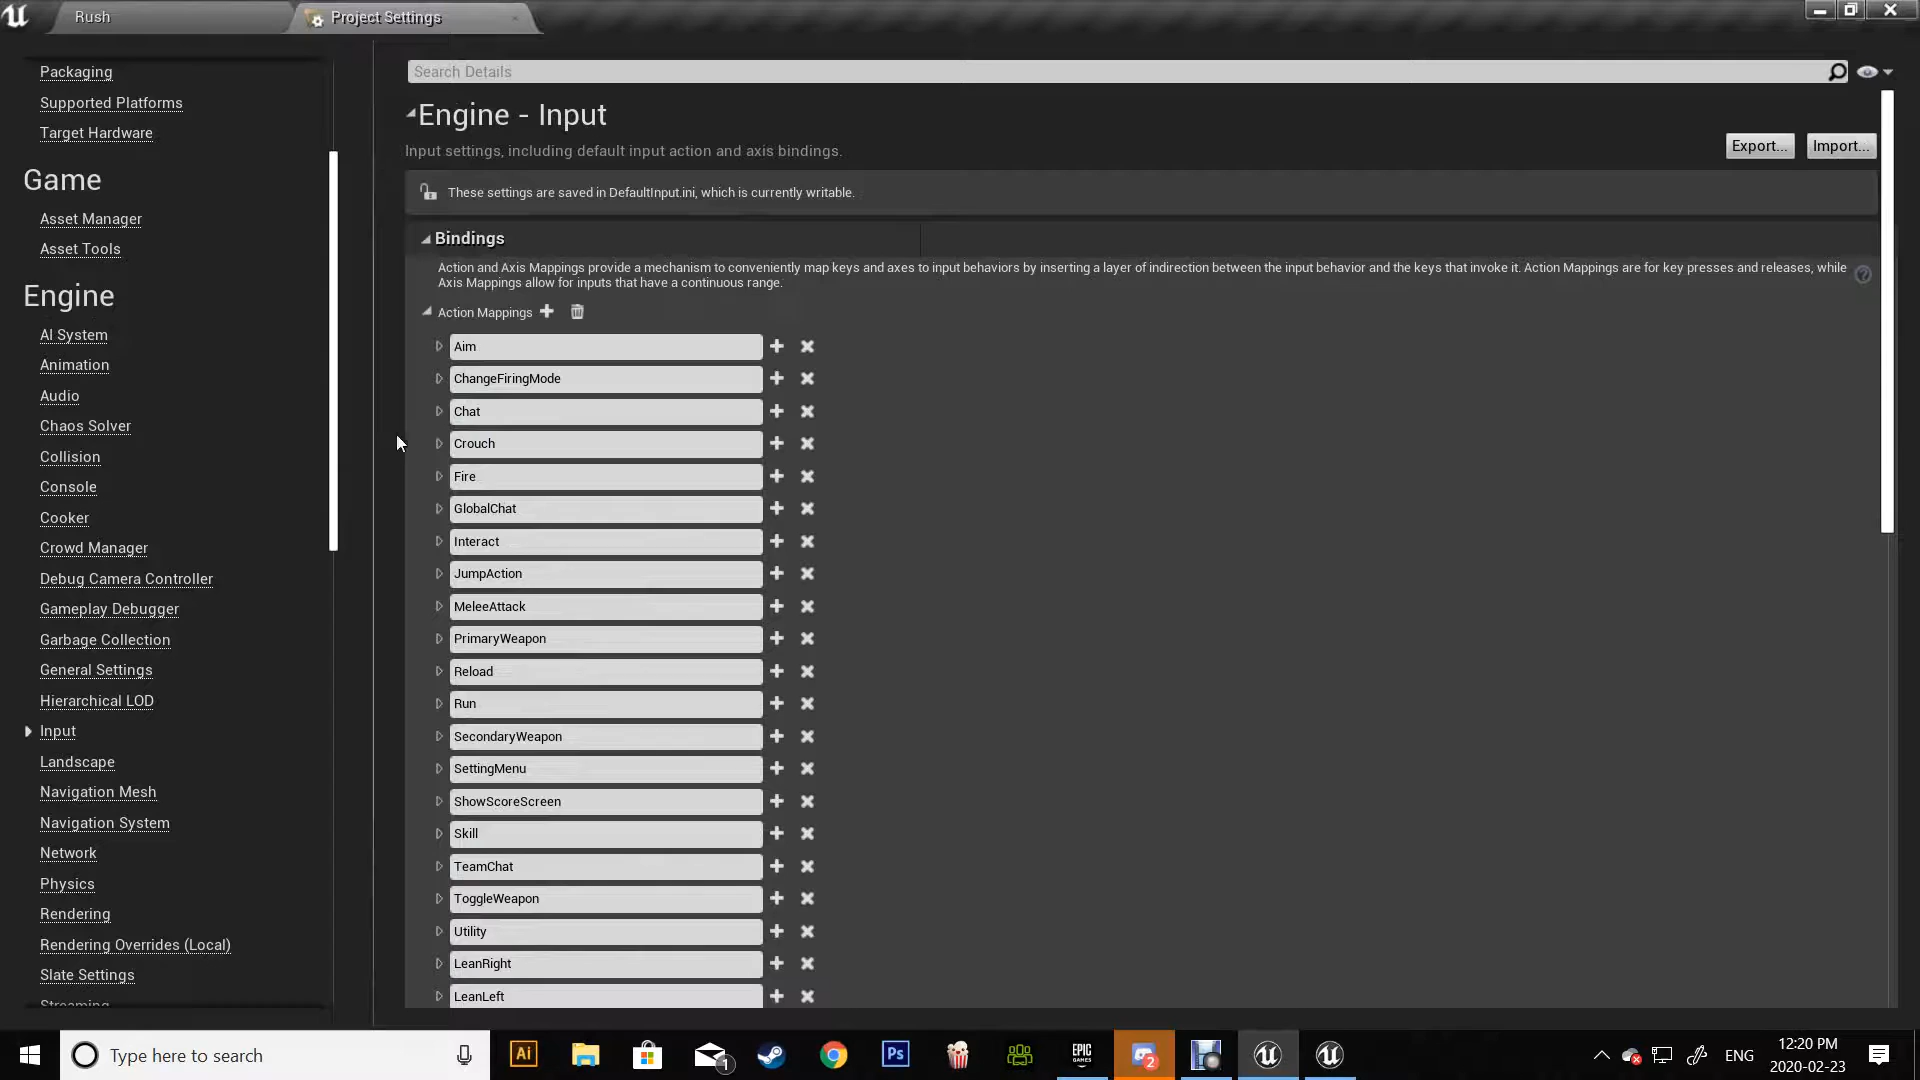 Rush
Project Settings
Packaging
Supported Platforms
Target Hardware
Game
Asset Manager
Asset Tools
Engine
AI System
Animation
Audio
Chaos Solver
Collision
Console
Cooker
Crowd Manager
Debug Camera Controller
Gameplay Debugger
Garbage Collection
General Settings
Hierarchical LOD
Input
Landscape
Navigation Mesh
Navigation System
Network
Physics
Rendering
Rendering Overrides (Local)
Slate Settings
Streaming
Search Details
Engine - Input
Input settings, including default input action and axis bindings.
Export...
Import...
These settings are saved in DefaultInput.ini, which is currently writable.
Bindings
Action and Axis Mappings provide a mechanism to conveniently map keys and axes to input behaviors by inserting a layer of indirection between the input behavior and the keys that invoke it. Action Mappings are for key presses and releases, while
Axis Mappings allow for inputs that have a continuous range.
Action Mappings
Aim
ChangeFiringMode
Chat
Crouch
Fire
GlobalChat
Interact
JumpAction
MeleeAttack
PrimaryWeapon
Reload
Run
SecondaryWeapon
SettingMenu
ShowScoreScreen
Skill
TeamChat
ToggleWeapon
Utility
LeanRight
LeanLeft
Type here to search
Ai
1
Ps
EPIC
GAMES
2
ENG
12:20 PM
2020-02-23